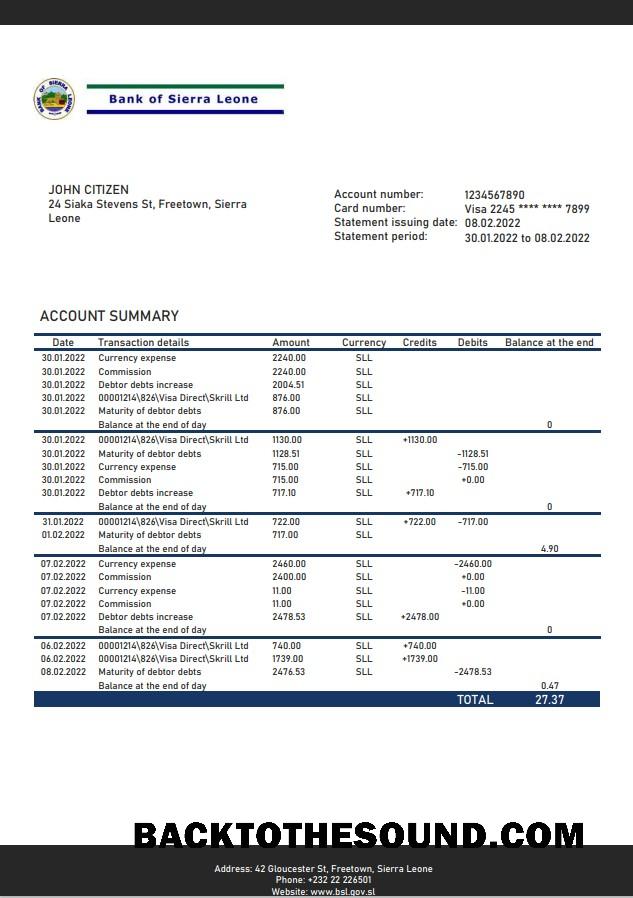 BANK OF SIERRA LEONE
Bank of Sierra Leone
JOHN CITIZEN
24 Siaka Stevens St, Freetown, Sierra
Leone
Account number: 1234567890
Card number: Visa 2245 **** **** 7899
Statement issuing date: 08.02.2022
Statement period: 30.01.2022 to 08.02.2022
ACCOUNT SUMMARY
Date Transaction details Amount Currency Credits Debits Balance at the end
30.01.2022 Currency expense 2240.00 SLL
30.01.2022 Commission 2240.00 SLL
30.01.2022 Debtor debts increase 2004.51 SLL
30.01.2022 00001214\826\Visa Direct\Skrill Ltd 876.00 SLL
30.01.2022 Maturity of debtor debts 876.00 SLL
Balance at the end of day 0
30.01.2022 00001214\826\Visa Direct\Skrill Ltd 1130.00 SLL +1130.00
30.01.2022 Maturity of debtor debts 1128.51 SLL -1128.51
30.01.2022 Currency expense 715.00 SLL -715.00
30.01.2022 Commission 715.00 SLL +0.00
30.01.2022 Debtor debts increase 717.10 SLL +717.10
Balance at the end of day 0
31.01.2022 00001214\826\Visa Direct\Skrill Ltd 722.00 SLL +722.00 -717.00
01.02.2022 Maturity of debtor debts 717.00 SLL
Balance at the end of day 4.90
07.02.2022 Currency expense 2460.00 SLL -2460.00
07.02.2022 Commission 2400.00 SLL +0.00
07.02.2022 Currency expense 11.00 SLL -11.00
07.02.2022 Commission 11.00 SLL +0.00
07.02.2022 Debtor debts increase 2478.53 SLL +2478.00
Balance at the end of day 0
06.02.2022 00001214\826\Visa Direct\Skrill Ltd 740.00 SLL +740.00
06.02.2022 00001214\826\Visa Direct\Skrill Ltd 1739.00 SLL +1739.00
08.02.2022 Maturity of debtor debts 2476.53 SLL -2478.53
Balance at the end of day 0.47
TOTAL 27.37
BACKTOTHESOUND.COM
Address: 42 Gloucester St, Freetown, Sierra Leone
Phone: +232 22 226501
Website: www.bsl.gov.sl